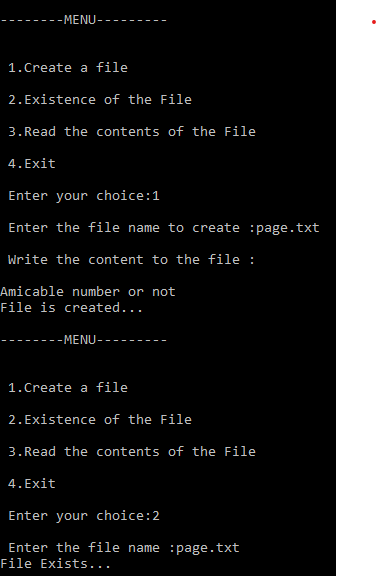 --------MENU---------
1.Create a file
2.Existence of the File
3.Read the contents of the File
4.Exit
Enter your choice:1
Enter the file name to create :page.txt
Write the content to the file :
Amicable number or not
File is created...
--------MENU---------
1.Create a file
2.Existence of the File
3.Read the contents of the File
4.Exit
Enter your choice:2
Enter the file name :page.txt
File Exists...